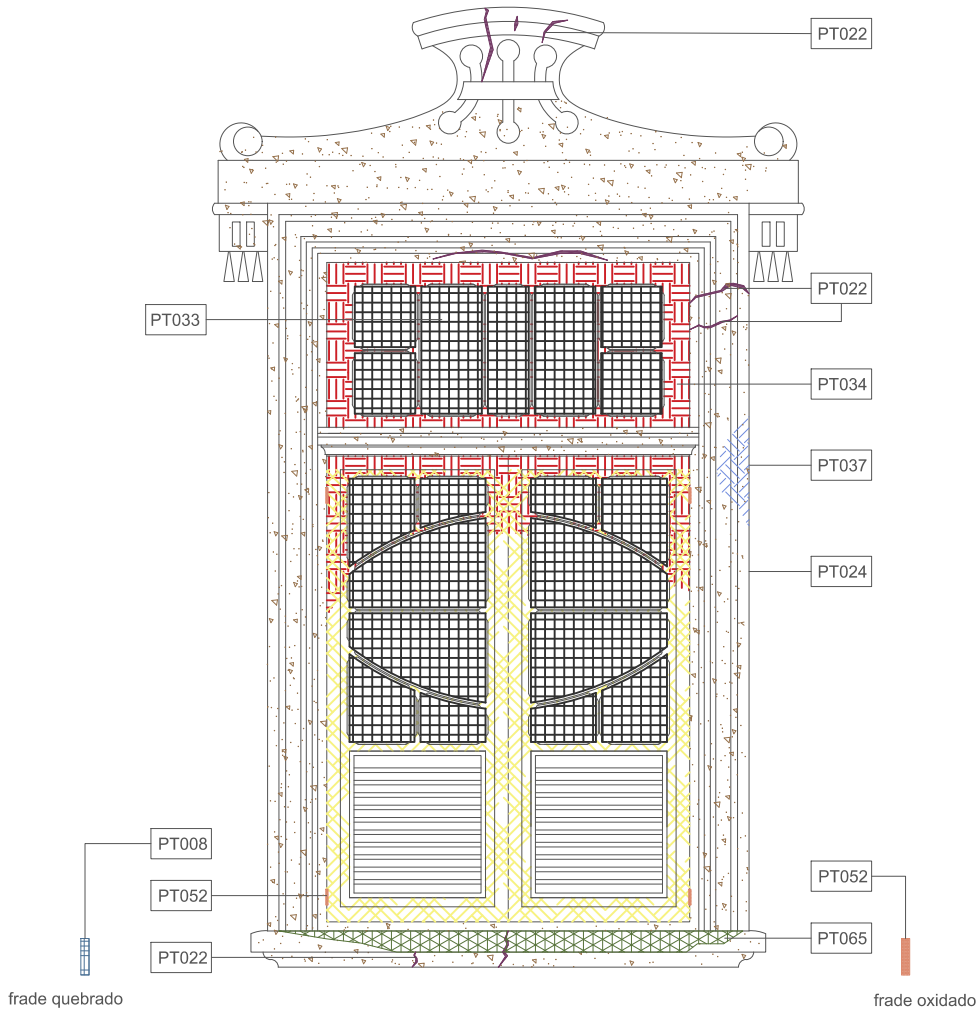 PT022
PT022
PT033
PT034
PT037
PT024
PT008
PT052
PT052
PT065
PT022
frade quebrado
frade oxidado